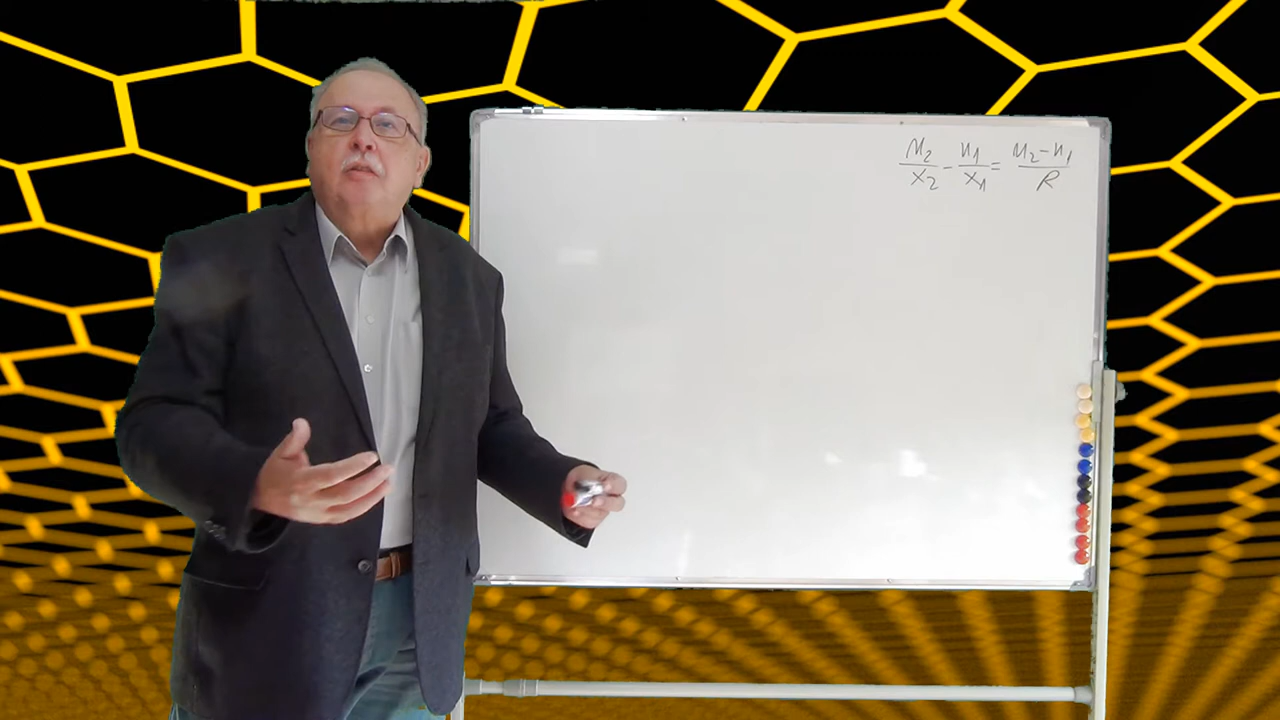 n₂/x₂ - n₁/x₁ = n₂-n₁/R